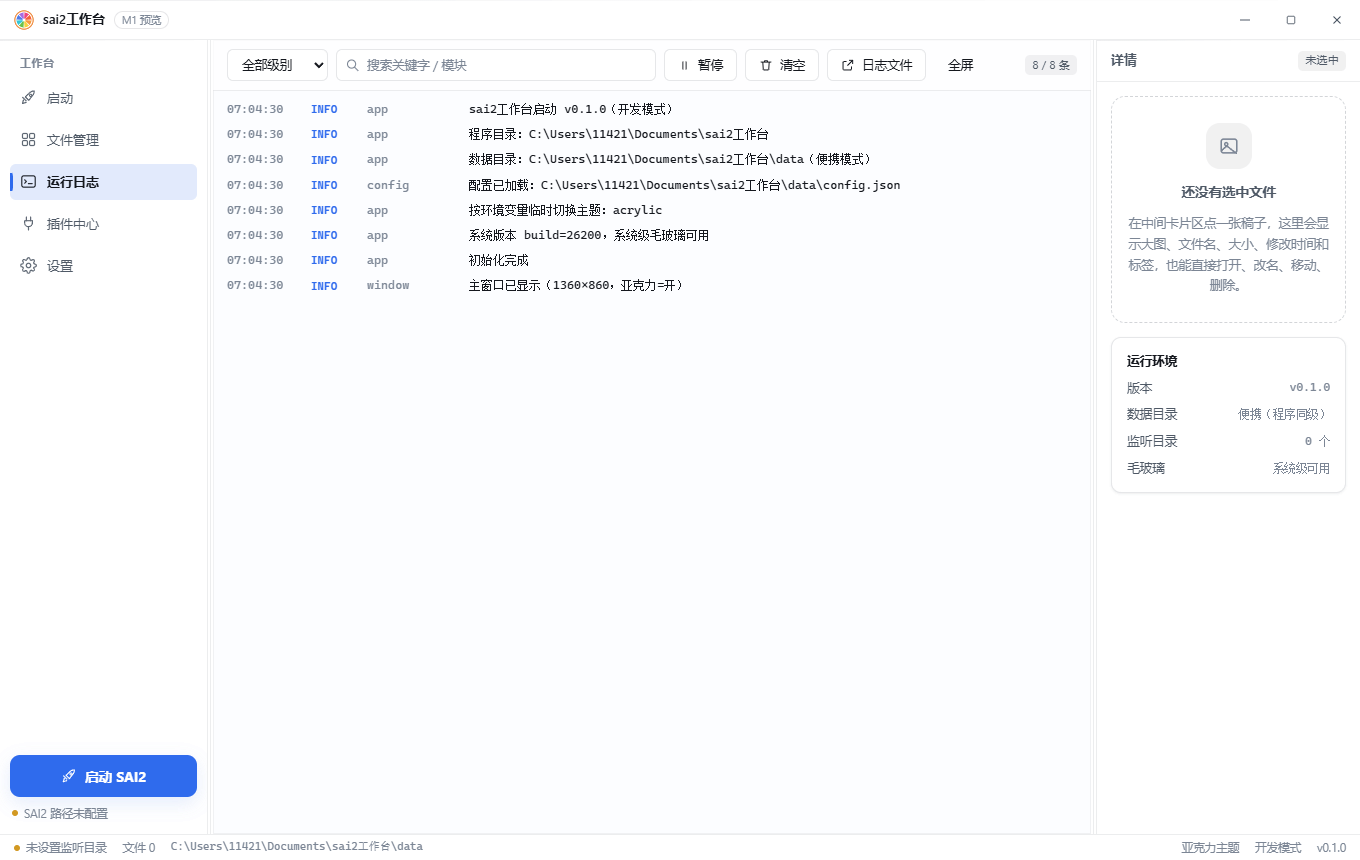 sai2工作台 M1 预览
工作台
启动
文件管理
运行日志
插件中心
设置
启动 SAI2
SAI2 路径未配置
全部级别 搜索关键字 / 模块 暂停 清空 日志文件 全屏 8 / 8 条
07:04:30 INFO app sai2工作台启动 v0.1.0（开发模式）
07:04:30 INFO app 程序目录：C:\Users\11421\Documents\sai2工作台
07:04:30 INFO app 数据目录：C:\Users\11421\Documents\sai2工作台\data（便携模式）
07:04:30 INFO config 配置已加载：C:\Users\11421\Documents\sai2工作台\data\config.json
07:04:30 INFO app 按环境变量临时切换主题：acrylic
07:04:30 INFO app 系统版本 build=26200，系统级毛玻璃可用
07:04:30 INFO app 初始化完成
07:04:30 INFO window 主窗口已显示（1360×860，亚克力=开）
详情 未选中
还没有选中文件
在中间卡片区点一张稿子，这里会显
示大图、文件名、大小、修改时间和
标签，也能直接打开、改名、移动、
删除。
运行环境
版本 v0.1.0
数据目录 便携（程序同级）
监听目录 0 个
毛玻璃 系统级可用
未设置监听目录 文件 0 C:\Users\11421\Documents\sai2工作台\data 亚克力主题 开发模式 v0.1.0